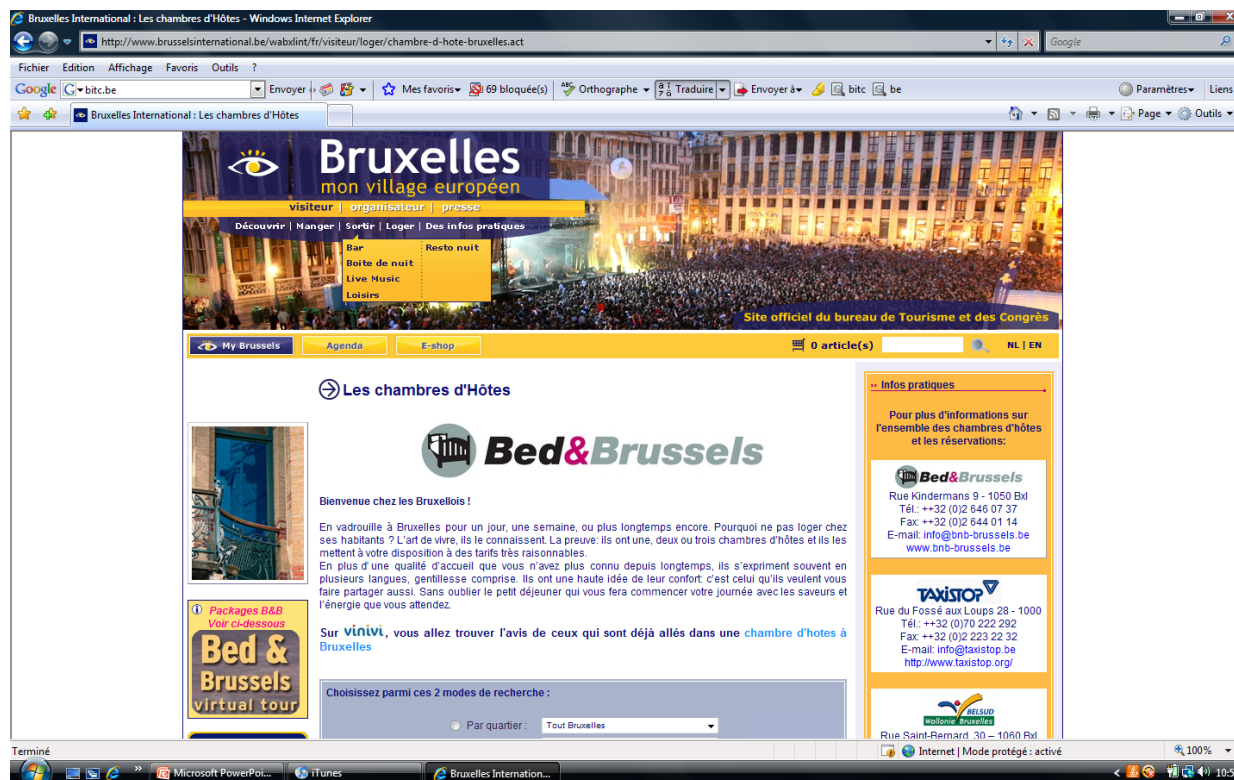 Bruxelles International : Les chambres d'Hôtes - Windows Internet Explorer
http://www.brusselsinternational.be/wabxlint/fr/visiteur/loger/chambre-d-hote-bruxelles.act
Google
Fichier Edition Affichage Favoris Outils ?
Google G bitc.be Envoyer Mes favoris 69 bloquée(s) ABC Orthographe Traduire Envoyer à bitc be Paramètres Liens
Bruxelles International : Les chambres d'Hôtes Page Outils
Bruxelles
mon village européen
visiteur | organisateur | presse
Découvrir | Manger | Sortir | Loger | Des infos pratiques
Bar Resto nuit
Boite de nuit
Live Music
Loisirs
Site officiel du bureau de Tourisme et des Congrès
My Brussels Agenda E-shop 0 article(s) NL | EN
Les chambres d'Hôtes
Bed&Brussels
Bienvenue chez les Bruxellois !
En vadrouille à Bruxelles pour un jour, une semaine, ou plus longtemps encore. Pourquoi ne pas loger chez
ses habitants ? L'art de vivre, ils le connaissent. La preuve: ils ont une, deux ou trois chambres d'hôtes et ils les
mettent à votre disposition à des tarifs très raisonnables.
En plus d'une qualité d'accueil que vous n'avez plus connu depuis longtemps, ils s'expriment souvent en
plusieurs langues, gentillesse comprise. Ils ont une haute idée de leur confort: c'est celui qu'ils veulent vous
faire partager aussi. Sans oublier le petit déjeuner qui vous fera commencer votre journée avec les saveurs et
l'énergie que vous attendez.
Sur vinivi, vous allez trouver l'avis de ceux qui sont déjà allés dans une chambre d'hotes à
Bruxelles
Choisissez parmi ces 2 modes de recherche :
Par quartier : Tout Bruxelles
Packages B&B
Voir ci-dessous
Bed &
Brussels
virtual tour
Infos pratiques
Pour plus d'informations sur
l'ensemble des chambres d'hôtes
et les réservations:
Bed&Brussels
Rue Kindermans 9 - 1050 Bxl
Tél.: ++32 (0)2 646 07 37
Fax: ++32 (0)2 644 01 14
E-mail: info@bnb-brussels.be
www.bnb-brussels.be
TAXISTOP
Rue du Fossé aux Loups 28 - 1000
Tél.: ++32 (0)70 222 292
Fax: ++32 (0)2 223 22 32
E-mail: info@taxistop.be
http://www.taxistop.org/
BELSUD
Wallonie Bruxelles
Rue Saint-Bernard, 30 – 1060 Bxl
Terminé Internet | Mode protégé : activé 100%
Microsoft PowerPoi... iTunes Bruxelles Internation... 10:5